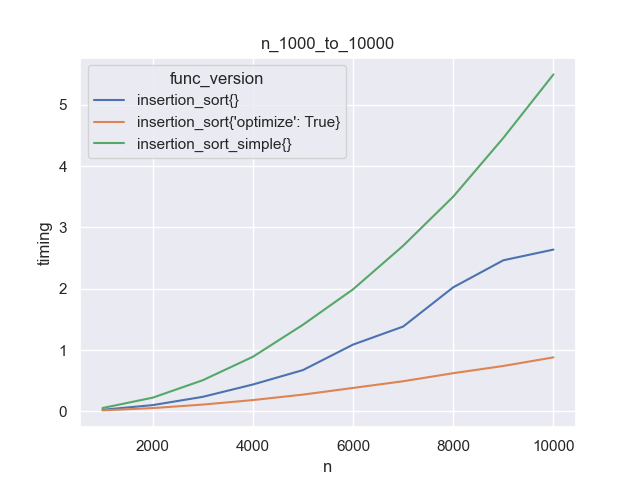 n_1000_to_10000
func_version
insertion_sort{}
insertion_sort{'optimize': True}
insertion_sort_simple{}
timing
5
4
3
2
1
0
2000 4000 6000 8000 10000
n